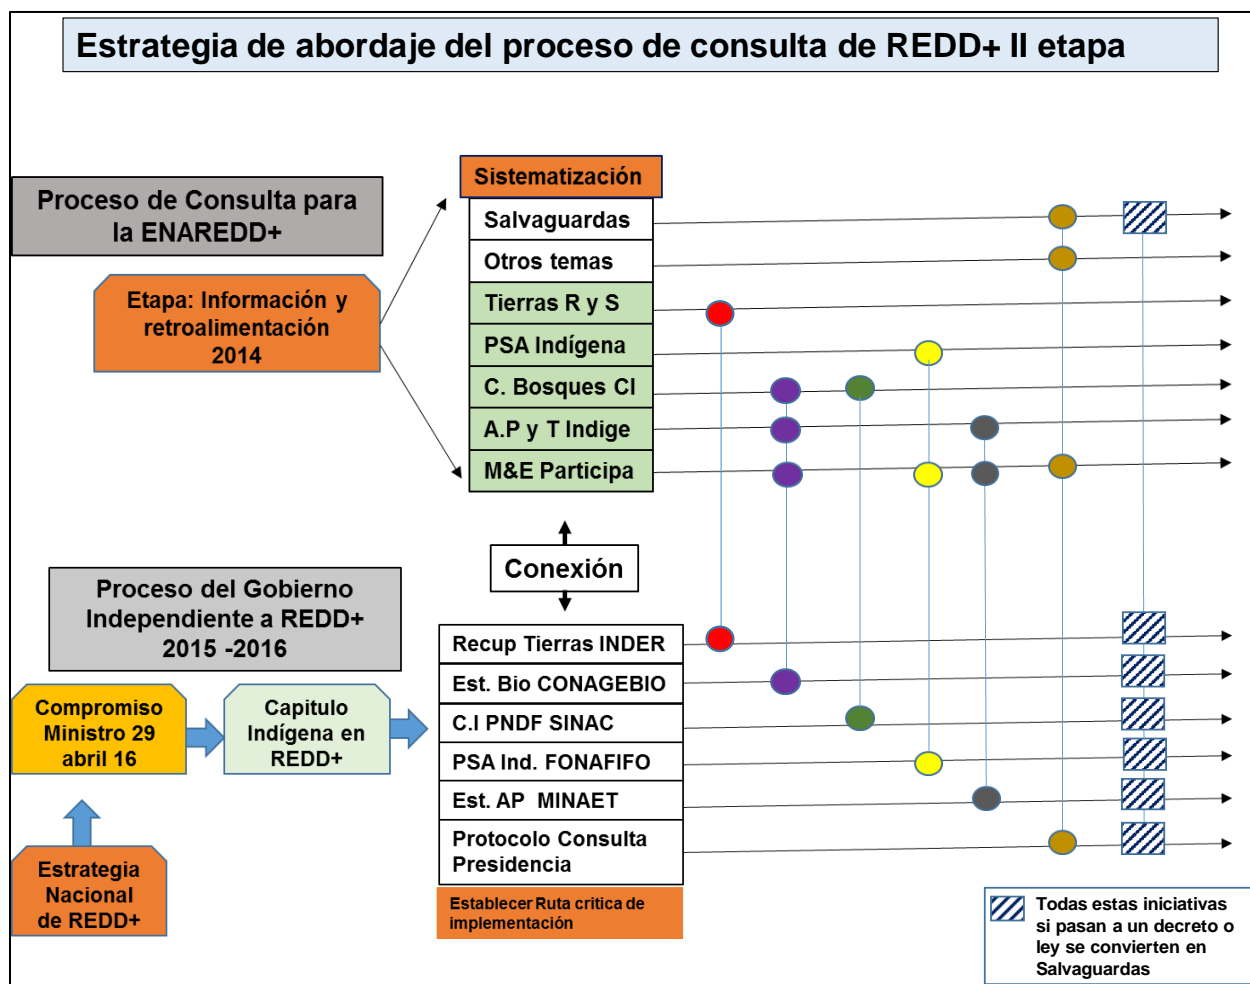 Estrategia de abordaje del proceso de consulta de REDD+ II etapa
Proceso de Consulta para
la ENAREDD+
Etapa: Información y
retroalimentación
2014
Sistematización
Salvaguardas
Otros temas
Tierras R y S
PSA Indígena
C. Bosques CI
A.P y T Indige
M&E Participa
Conexión
Proceso del Gobierno
Independiente a REDD+
2015 -2016
Compromiso
Ministro 29
abril 16
Capitulo
Indígena en
REDD+
Estrategia
Nacional
de REDD+
Recup Tierras INDER
Est. Bio CONAGEBIO
C.I PNDF SINAC
PSA Ind. FONAFIFO
Est. AP MINAET
Protocolo Consulta
Presidencia
Establecer Ruta critica de
implementación
Todas estas iniciativas
si pasan a un decreto o
ley se convierten en
Salvaguardas